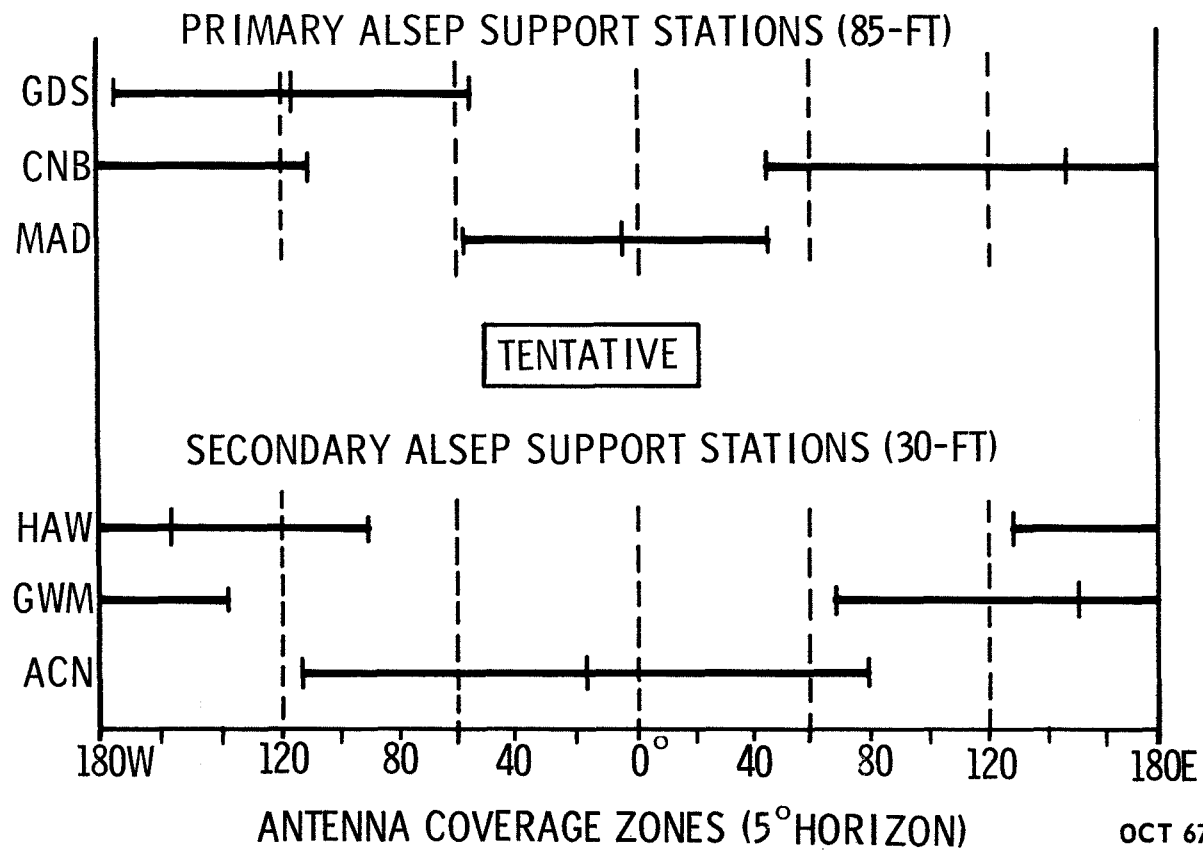 PRIMARY ALSEP SUPPORT STATIONS (85-FT)
GDS
CNB
MAD
TENTATIVE
SECONDARY ALSEP SUPPORT STATIONS (30-FT)
HAW
GWM
ACN
180W 120 80 40 0° 40 80 120 180E
ANTENNA COVERAGE ZONES (5° HORIZON)
OCT 67